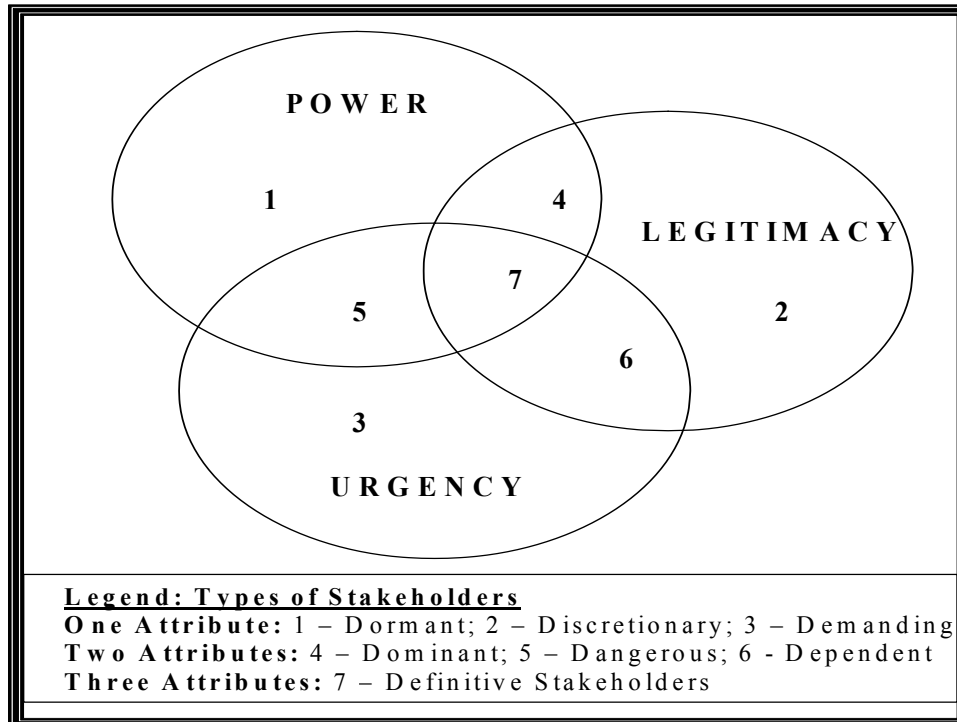 POWER
1
4
LEGITIMACY
7
5
2
6
3
URGENCY
Legend: Types of Stakeholders
One Attribute: 1 – Dormant; 2 – Discretionary; 3 – Demanding
Two Attributes: 4 – Dominant; 5 – Dangerous; 6 - Dependent
Three Attributes: 7 – Definitive Stakeholders